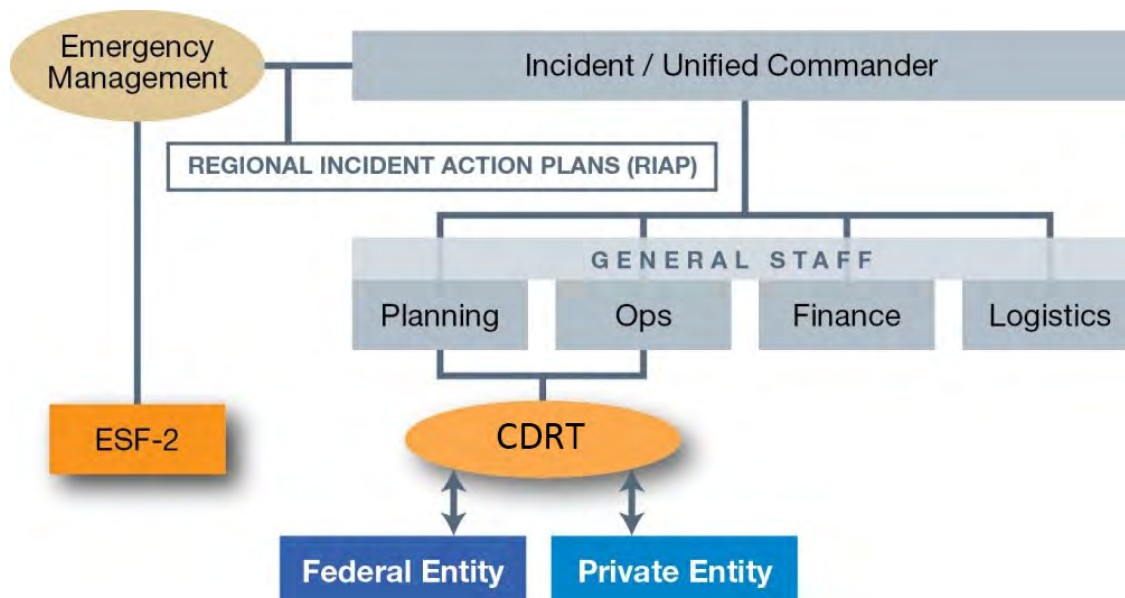 Emergency
Management
Incident / Unified Commander
REGIONAL INCIDENT ACTION PLANS (RIAP)
GENERAL STAFF
Planning
Ops
Finance
Logistics
ESF-2
CDRT
Federal Entity
Private Entity